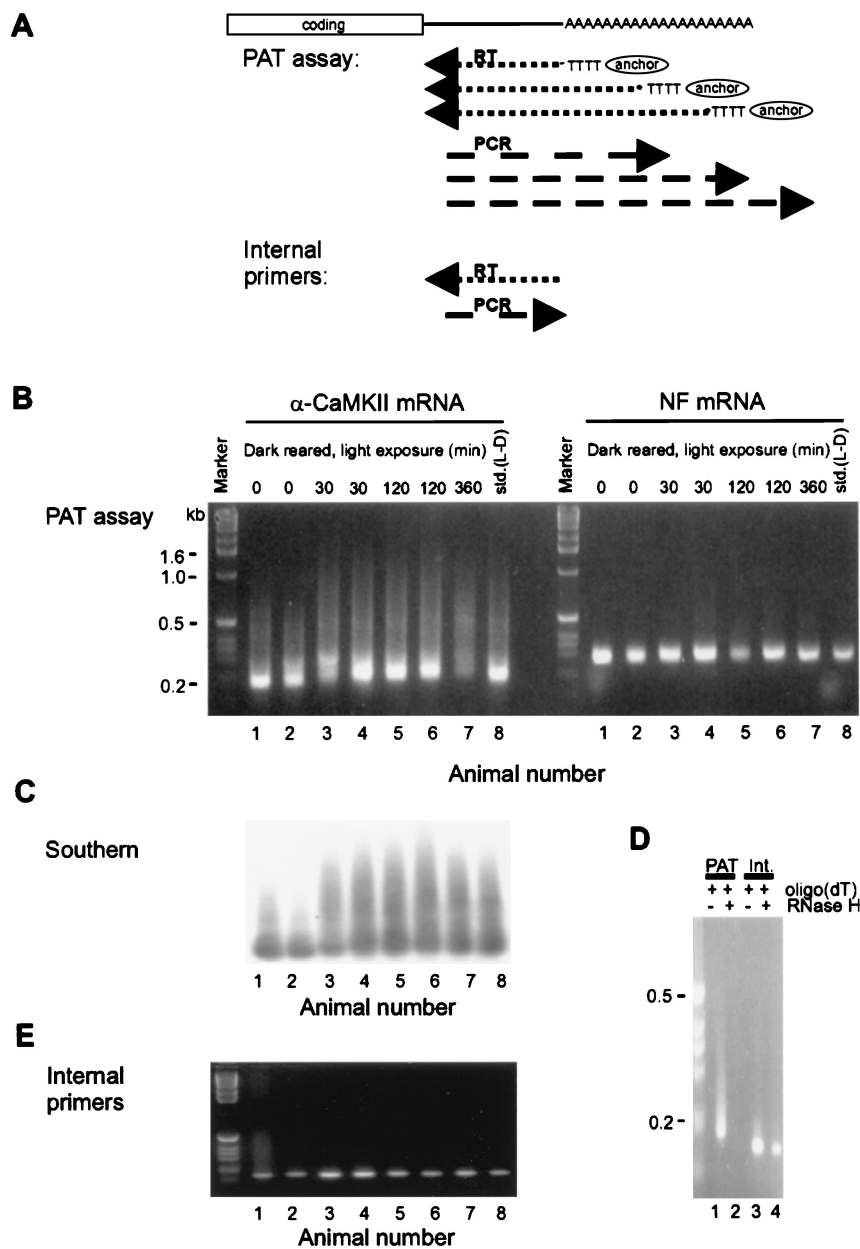 A
coding AAAAAAAAAAAAAAAAAAAA
PAT assay:
RT TTTT anchor
TTTT anchor
TTTT anchor
PCR
Internal
primers:
RT
PCR
B
α-CaMKII mRNA NF mRNA
Marker Dark reared, light exposure (min) std.(L-D) Marker Dark reared, light exposure (min) std.(L-D)
0 0 30 30 120 120 360 0 0 30 30 120 120 360
PAT assay kb
1.6
1.0
0.5
0.2
1 2 3 4 5 6 7 8 1 2 3 4 5 6 7 8
Animal number
C
Southern
1 2 3 4 5 6 7 8
Animal number
D
PAT Int.
+ + + + oligo(dT)
- + - + RNase H
0.5
0.2
1 2 3 4
E
Internal
primers
1 2 3 4 5 6 7 8
Animal number